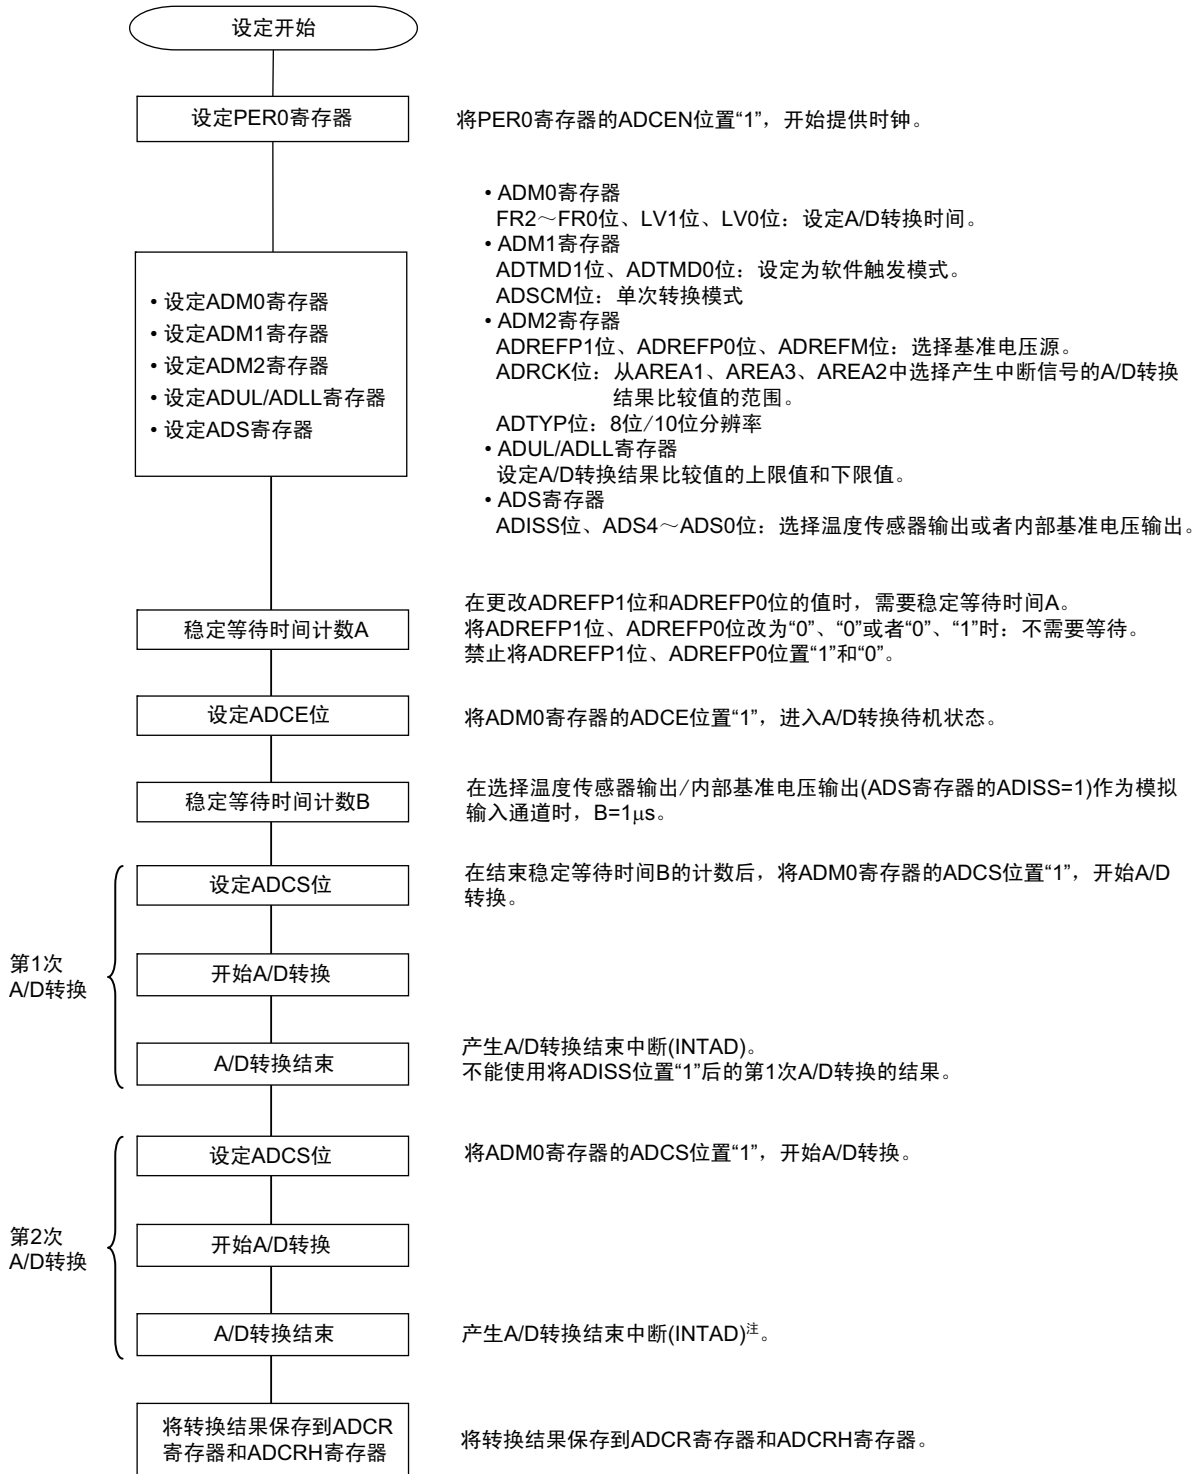 设定开始
设定PER0寄存器
将PER0寄存器的ADCEN位置“1”，开始提供时钟。
• 设定ADM0寄存器
• 设定ADM1寄存器
• 设定ADM2寄存器
• 设定ADUL/ADLL寄存器
• 设定ADS寄存器
• ADM0寄存器
FR2～FR0位、LV1位、LV0位：设定A/D转换时间。
• ADM1寄存器
ADTMD1位、ADTMD0位：设定为软件触发模式。
ADSCM位：单次转换模式
• ADM2寄存器
ADREFP1位、ADREFP0位、ADREFM位：选择基准电压源。
ADRCK位：从AREA1、AREA3、AREA2中选择产生中断信号的A/D转换
结果比较值的范围。
ADTYP位：8位/10位分辨率
• ADUL/ADLL寄存器
设定A/D转换结果比较值的上限值和下限值。
• ADS寄存器
ADISS位、ADS4～ADS0位：选择温度传感器输出或者内部基准电压输出。
稳定等待时间计数A
在更改ADREFP1位和ADREFP0位的值时，需要稳定等待时间A。
将ADREFP1位、ADREFP0位改为“0”、“0”或者“0”、“1”时：不需要等待。
禁止将ADREFP1位、ADREFP0位置“1”和“0”。
设定ADCE位
将ADM0寄存器的ADCE位置“1”，进入A/D转换待机状态。
稳定等待时间计数B
在选择温度传感器输出/内部基准电压输出(ADS寄存器的ADISS=1)作为模拟
输入通道时，B=1μs。
第1次
A/D转换
设定ADCS位
在结束稳定等待时间B的计数后，将ADM0寄存器的ADCS位置“1”，开始A/D
转换。
开始A/D转换
A/D转换结束
产生A/D转换结束中断(INTAD)。
不能使用将ADISS位置“1”后的第1次A/D转换的结果。
第2次
A/D转换
设定ADCS位
将ADM0寄存器的ADCS位置“1”，开始A/D转换。
开始A/D转换
A/D转换结束
产生A/D转换结束中断(INTAD)注。
将转换结果保存到ADCR
寄存器和ADCRH寄存器
将转换结果保存到ADCR寄存器和ADCRH寄存器。